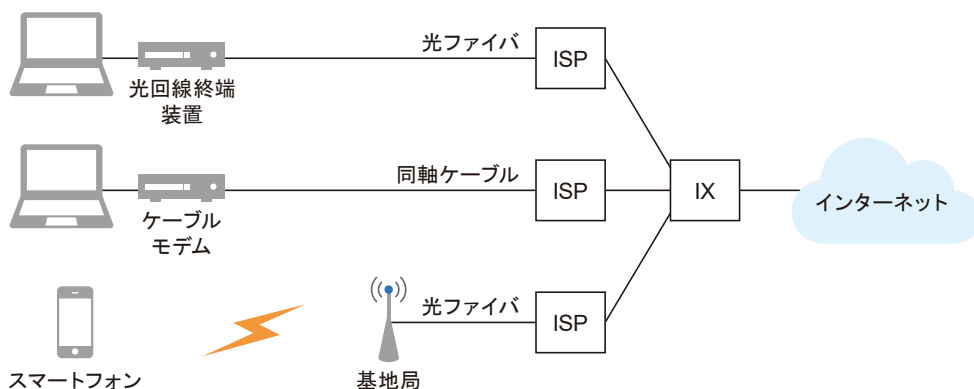 光ファイバ
ISP
光回線終端
装置
同軸ケーブル
ISP
IX
インターネット
ケーブル
モデム
光ファイバ
ISP
スマートフォン
基地局